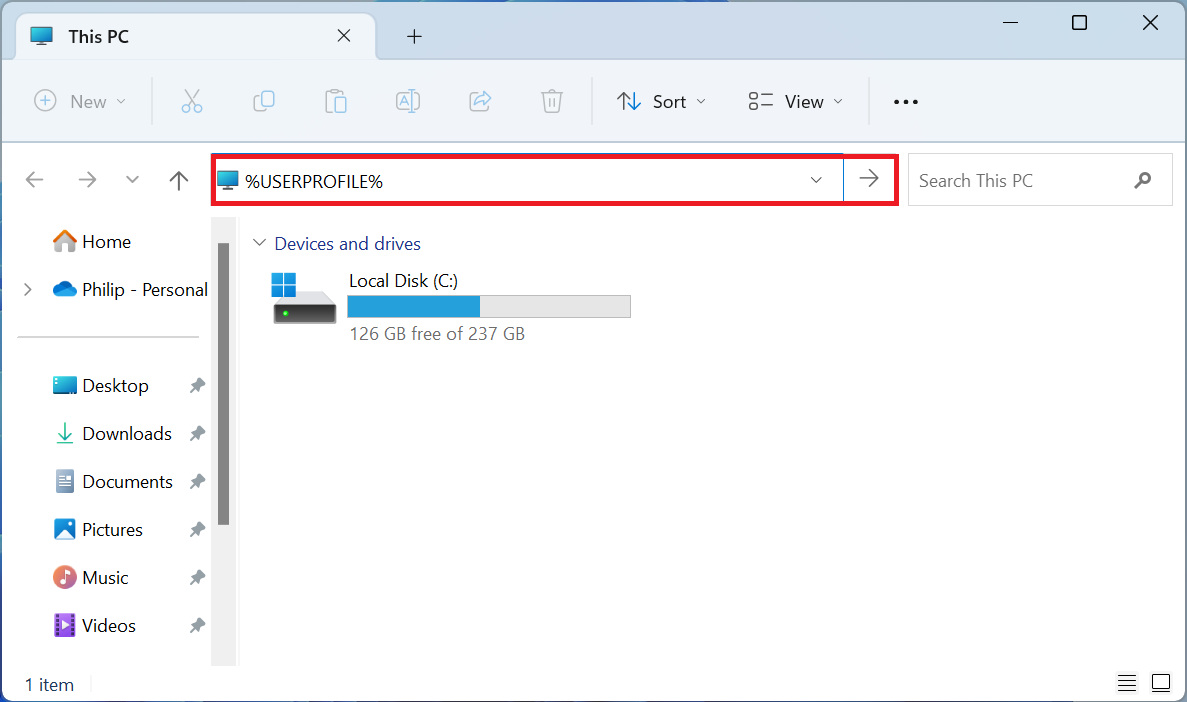 This PC
New
Sort
View
%USERPROFILE%
Search This PC
Home
Philip - Personal
Desktop
Downloads
Documents
Pictures
Music
Videos
Devices and drives
Local Disk (C:)
126 GB free of 237 GB
1 item